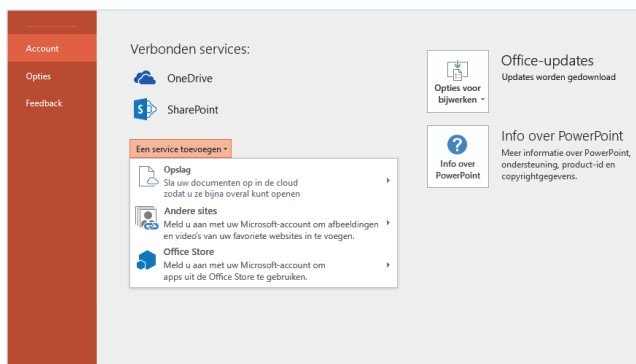 Account
Opties
Feedback
Verbonden services:
OneDrive
SharePoint
Een service toevoegen
Opslag
Sla uw documenten op in de cloud
zodat u ze bijna overal kunt openen
Andere sites
Meld u aan met uw Microsoft-account om afbeeldingen
en video's van uw favoriete websites in te voegen.
Office Store
Meld u aan met uw Microsoft-account om
apps uit de Office Store te gebruiken.
Opties voor
bijwerken
Office-updates
Updates worden gedownload
Info over
PowerPoint
Info over PowerPoint
Meer informatie over PowerPoint,
ondersteuning, product-id en
copyrightgegevens.